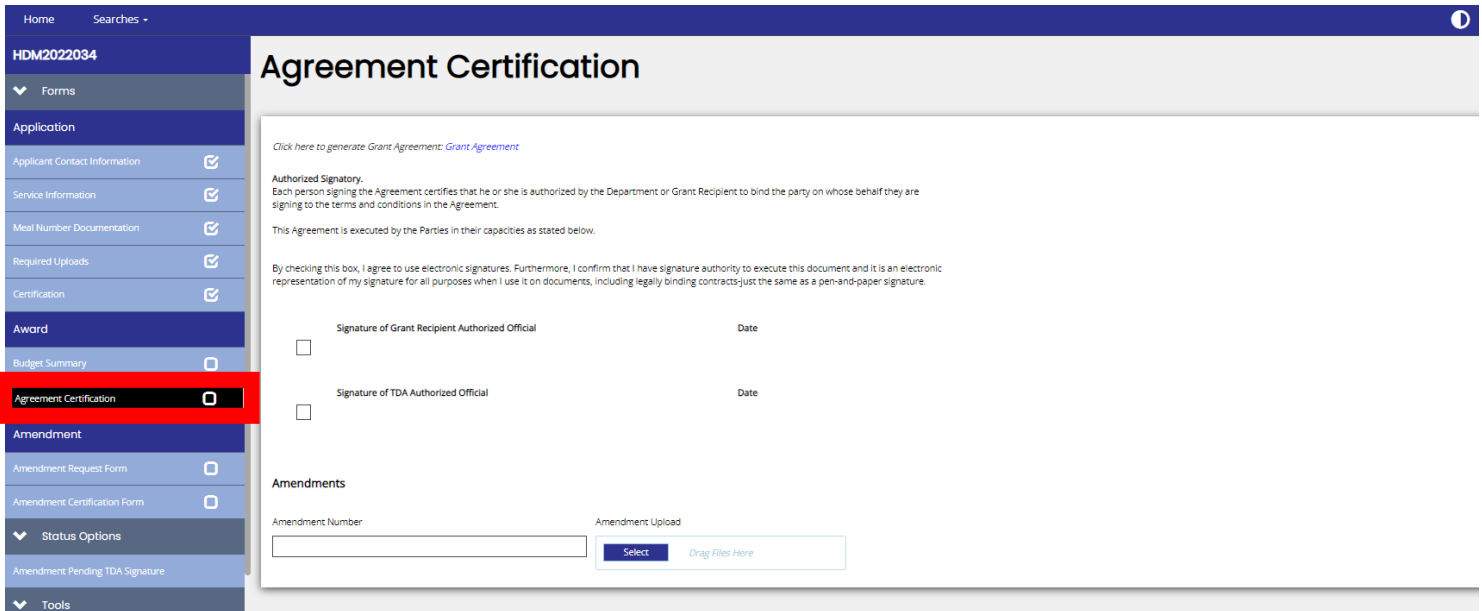 Home Searches
HDM2022034
Agreement Certification
Forms
Application
Applicant Contact Information
Service Information
Meal Number Documentation
Required Uploads
Certification
Award
Budget Summary
Agreement Certification
Amendment
Amendment Request Form
Amendment Certification Form
Status Options
Amendment Pending TDA Signature
Tools
Click here to generate Grant Agreement: Grant Agreement
Authorized Signatory.
Each person signing the Agreement certifies that he or she is authorized by the Department or Grant Recipient to bind the party on whose behalf they are
signing to the terms and conditions in the Agreement.
This Agreement is executed by the Parties in their capacities as stated below.
By checking this box, I agree to use electronic signatures. Furthermore, I confirm that I have signature authority to execute this document and it is an electronic
representation of my signature for all purposes when I use it on documents, including legally binding contracts-just the same as a pen-and-paper signature.
Signature of Grant Recipient Authorized Official Date
Signature of TDA Authorized Official Date
Amendments
Amendment Number Amendment Upload
Select Drag Files Here